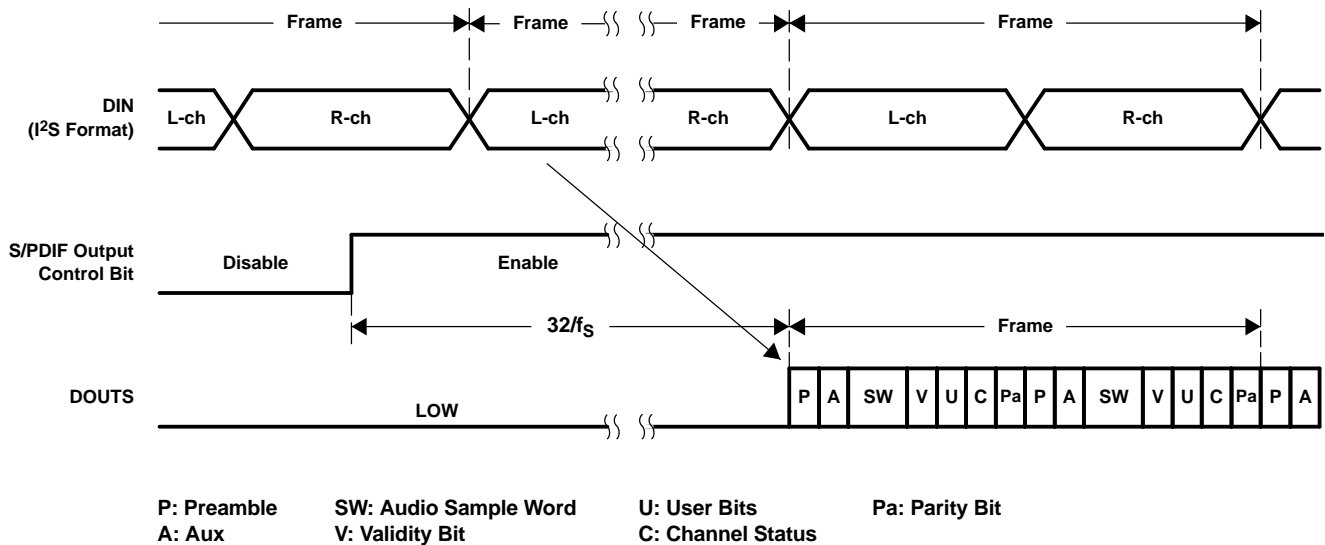 Frame Frame Frame Frame
DIN
(I²S Format)
L-ch R-ch L-ch R-ch L-ch R-ch
S/PDIF Output
Control Bit
Disable Enable
32/fS Frame
DOUTS
LOW
P A SW V U C Pa P A SW V U C Pa P A
P: Preamble SW: Audio Sample Word U: User Bits Pa: Parity Bit
A: Aux V: Validity Bit C: Channel Status